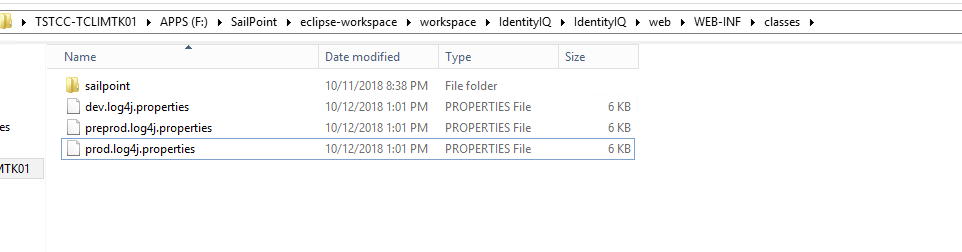 TSTCC-TCLIMTK01 APPS (F:) SailPoint eclipse-workspace workspace IdentityIQ IdentityIQ web WEB-INF classes
Name Date modified Type Size
sailpoint 10/11/2018 8:38 PM File folder
dev.log4j.properties 10/12/2018 1:01 PM PROPERTIES File 6 KB
es preprod.log4j.properties 10/12/2018 1:01 PM PROPERTIES File 6 KB
prod.log4j.properties 10/12/2018 1:01 PM PROPERTIES File 6 KB
MTK01